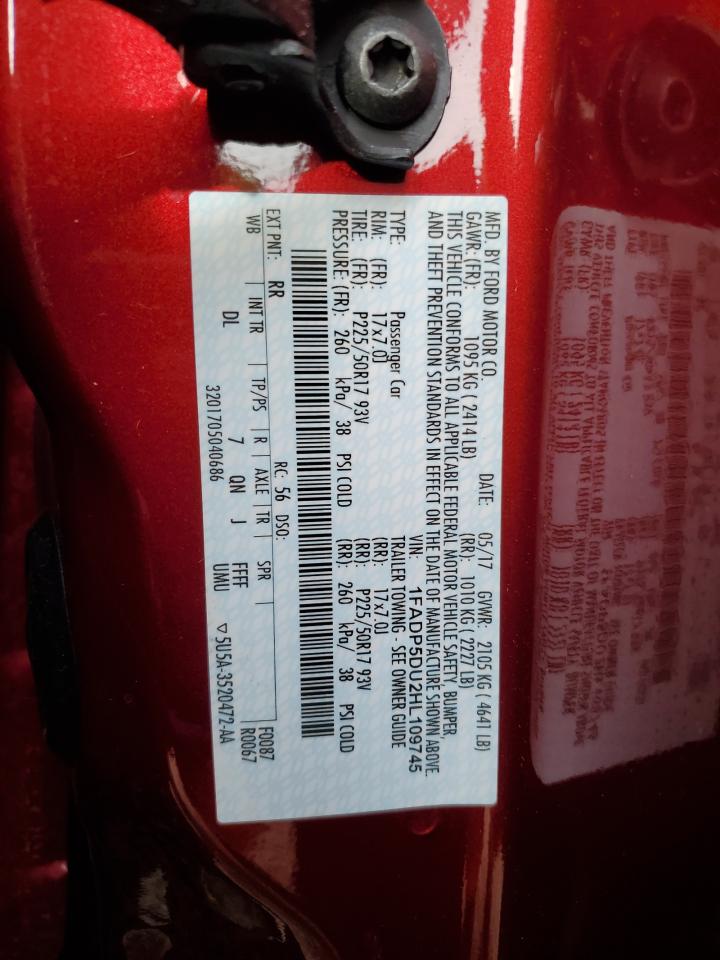 MFD. BY FORD MOTOR CO. DATE: 05/17 GVWR: 2105 KG ( 4641 LB)
GAWR: (FR): 1095 KG ( 2414 LB) (RR): 1010 KG ( 2227 LB)
THIS VEHICLE CONFORMS TO ALL APPLICABLE FEDERAL MOTOR VEHICLE SAFETY, BUMPER,
AND THEFT PREVENTION STANDARDS IN EFFECT ON THE DATE OF MANUFACTURE SHOWN ABOVE.
VIN: 1FADP5DU2HL109745
TYPE: Passenger Car TRAILER TOWING - SEE OWNER GUIDE
RIM: (FR): 17x7.0J (RR): 17x7.0J
TIRE: (FR): P225/50R17 93V (RR): P225/50R17 93V
PRESSURE: (FR): 260 kPa/ 38 PSI COLD (RR): 260 kPa/ 38 PSI COLD
EXT PNT: RR RC: 56 DSO: F0087
WB INT TR TP/PS R AXLE TR SPR R0067
DL 7 QN J FFFF UMU
3201705040686 ▽5U5A-3520472-AA